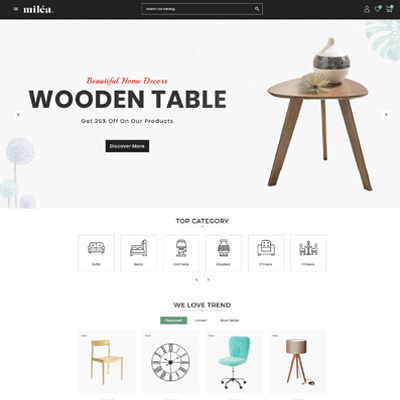 miléa.
Search our catalog
Beautiful Home Decors
WOODEN TABLE
Get 25% Off On Our Products
Discover More
TOP CATEGORY
Sofa
Beds
Daybed
Fitness
Fitness
WE LOVE TREND
Featured
Latest
Best Seller